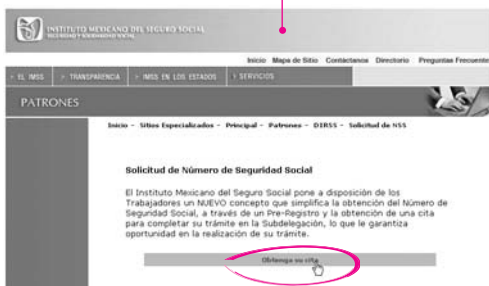 INSTITUTO MEXICANO DEL SEGURO SOCIAL
SEGURIDAD Y SOLIDARIDAD SOCIAL
Inicio Mapa de Sitio Contáctanos Directorio Preguntas Frecuente
EL IMSS TRANSPARENCIA IMSS EN LOS ESTADOS SERVICIOS
PATRONES
Inicio - Sitios Especializados - Principal - Patrones - DIRSS - Solicitud de NSS
Solicitud de Número de Seguridad Social
El Instituto Mexicano del Seguro Social pone a disposición de los
Trabajadores un NUEVO concepto que simplifica la obtención del Número de
Seguridad Social, a través de un Pre-Registro y la obtención de una cita
para completar su trámite en la Subdelegación, lo que le garantiza
oportunidad en la realización de su trámite.
Obtenga su cita